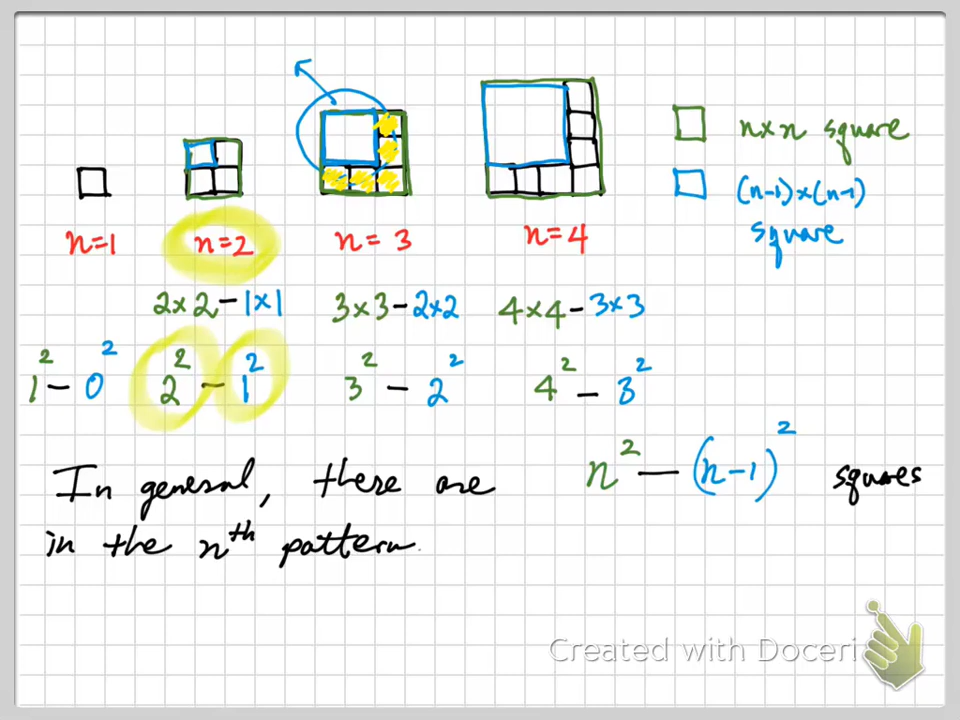 n×n square
(n-1)×(n-1)
square
n=1 n=2 n=3 n=4
2×2-1×1 3×3-2×2 4×4-3×3
1²-0² 2²-1² 3²-2² 4²-3²
In general, there are n²-(n-1)² squares
in the nᵗʰ pattern.
Created with Doceri